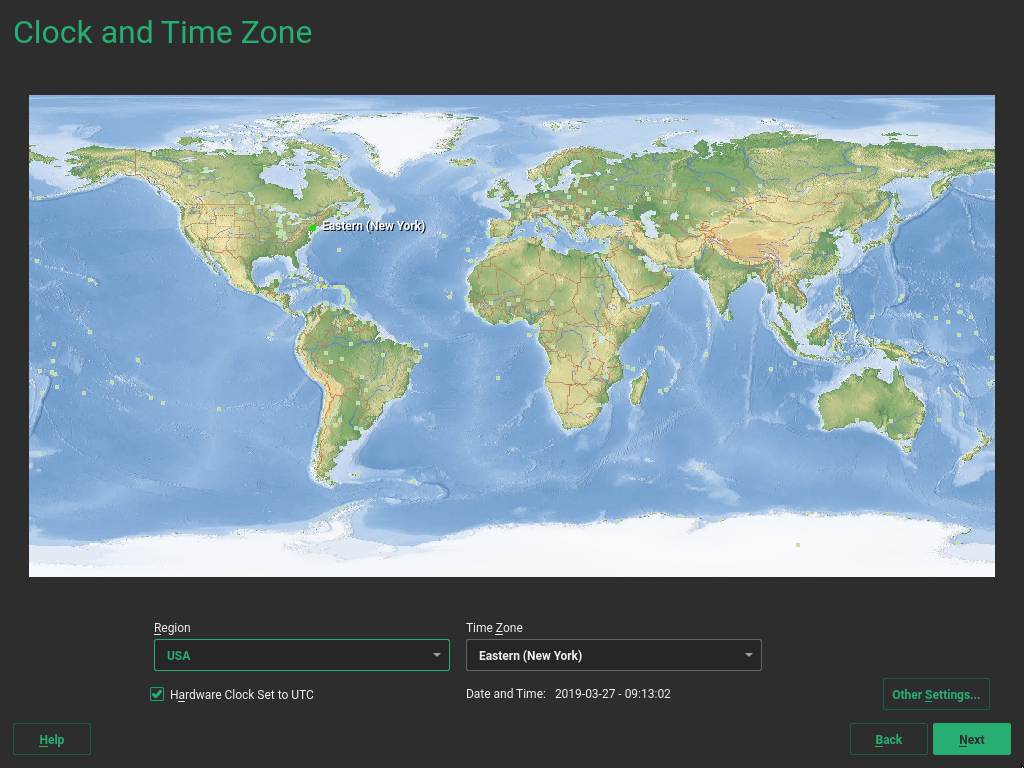 Clock and Time Zone
Eastern (New York)
Region
Time Zone
USA
Eastern (New York)
Hardware Clock Set to UTC
Date and Time: 2019-03-27 - 09:13:02
Other Settings...
Help
Back
Next